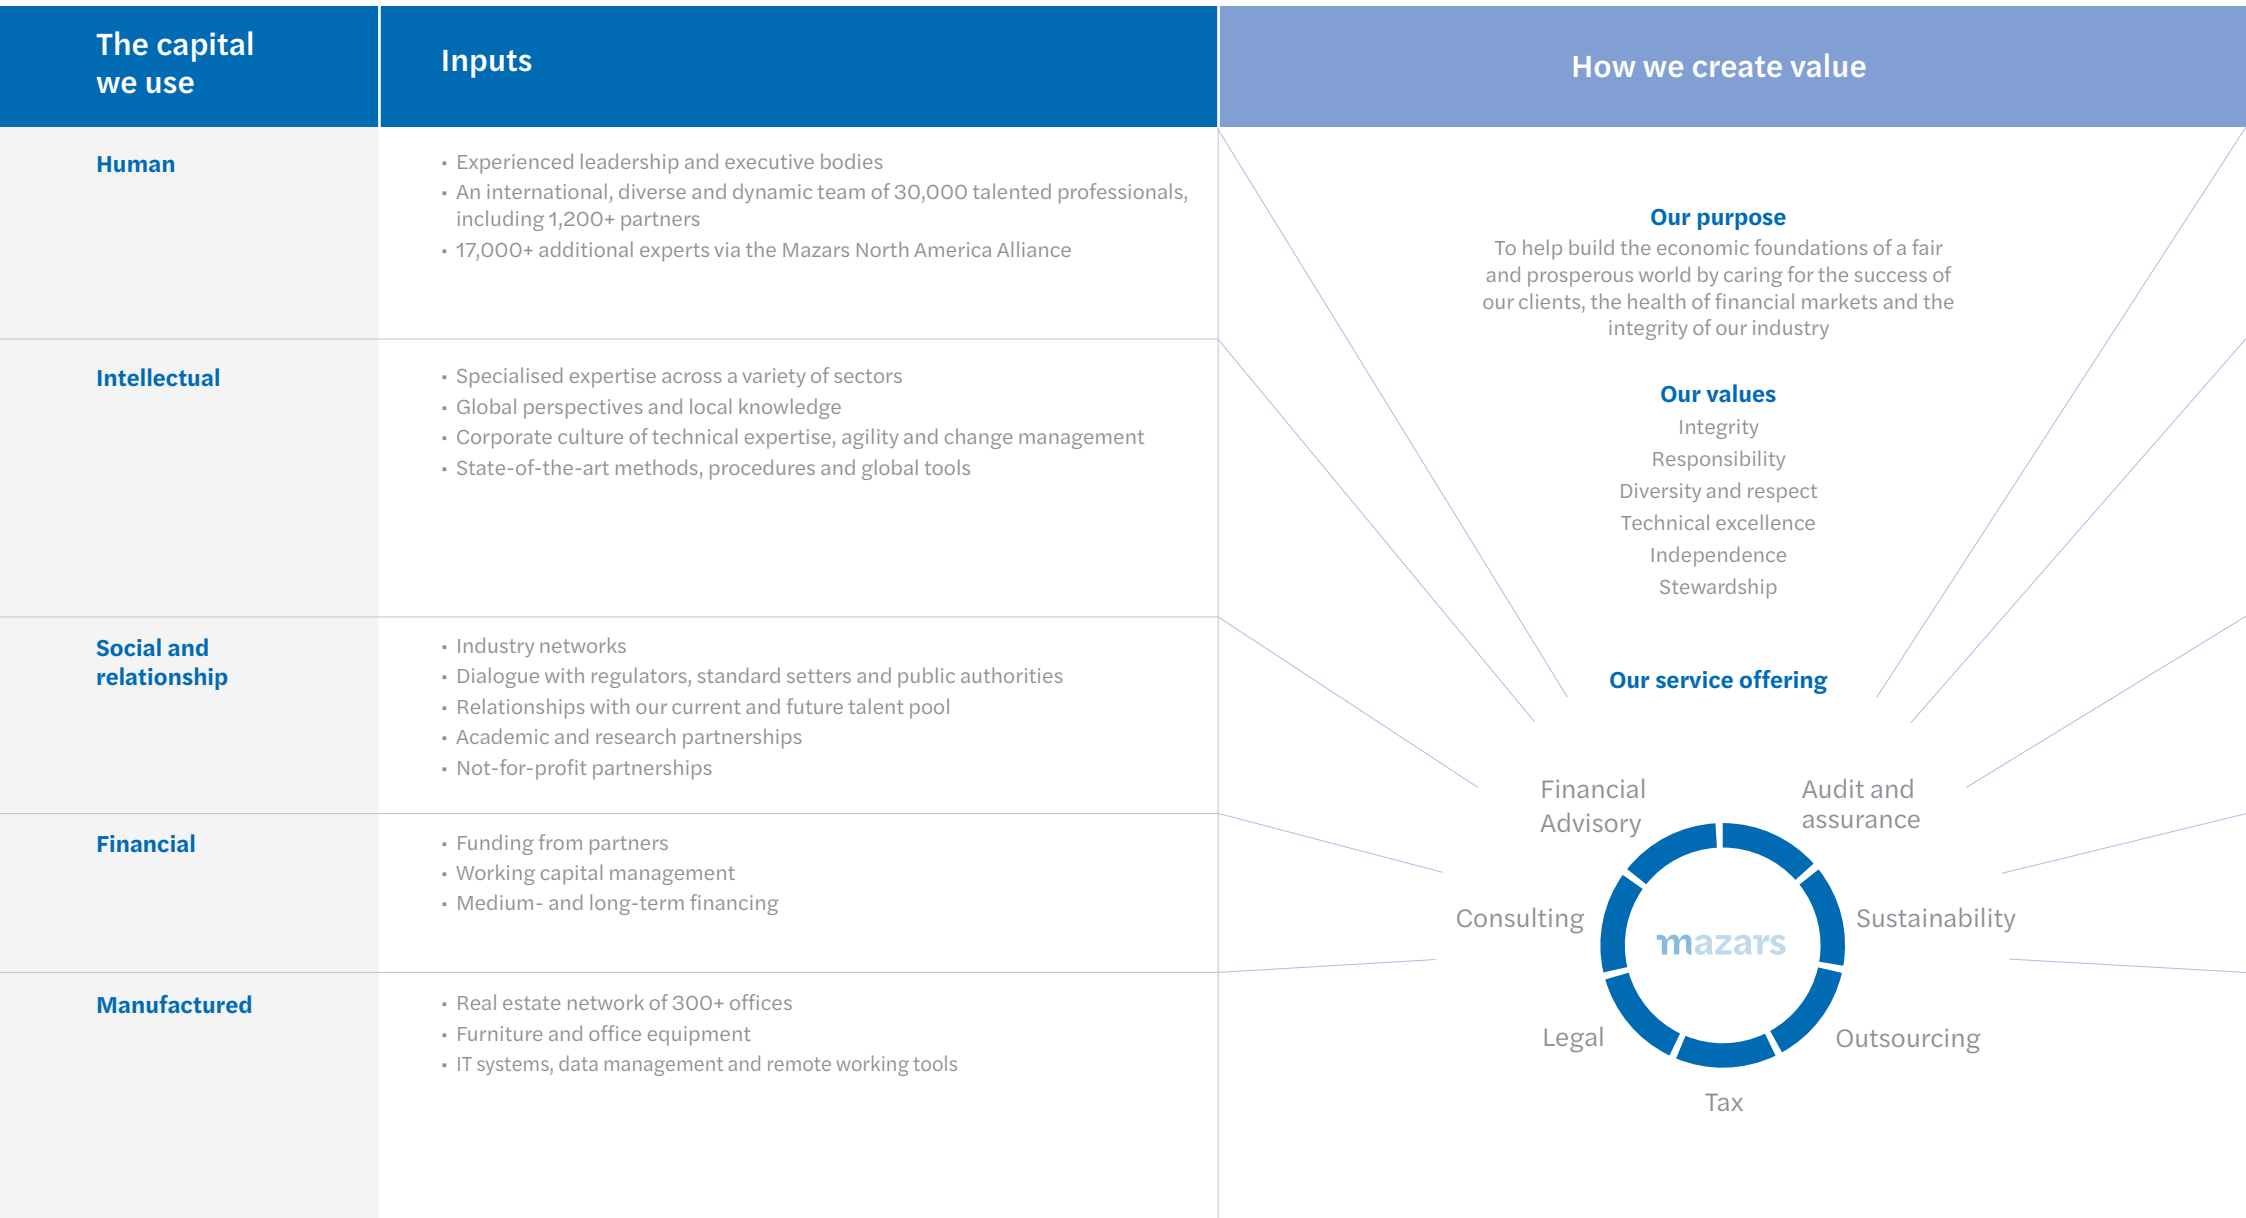 The capital
we use
Inputs
How we create value
Human
• Experienced leadership and executive bodies
• An international, diverse and dynamic team of 30,000 talented professionals,
including 1,200+ partners
• 17,000+ additional experts via the Mazars North America Alliance
Intellectual
• Specialised expertise across a variety of sectors
• Global perspectives and local knowledge
• Corporate culture of technical expertise, agility and change management
• State-of-the-art methods, procedures and global tools
Social and
relationship
• Industry networks
• Dialogue with regulators, standard setters and public authorities
• Relationships with our current and future talent pool
• Academic and research partnerships
• Not-for-profit partnerships
Financial
• Funding from partners
• Working capital management
• Medium- and long-term financing
Manufactured
• Real estate network of 300+ offices
• Furniture and office equipment
• IT systems, data management and remote working tools
Our purpose
To help build the economic foundations of a fair
and prosperous world by caring for the success of
our clients, the health of financial markets and the
integrity of our industry
Our values
Integrity
Responsibility
Diversity and respect
Technical excellence
Independence
Stewardship
Our service offering
Financial
Advisory
Audit and
assurance
Consulting
mazars
Sustainability
Legal
Outsourcing
Tax